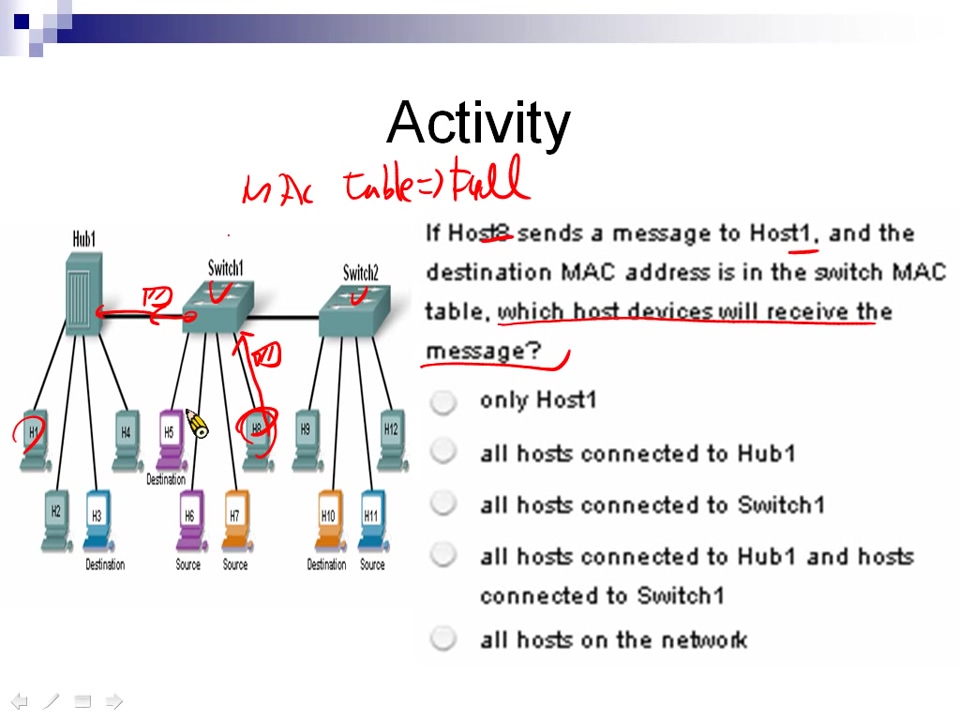 Activity
MAC table => Full
Hub1
Switch1
Switch2
H1
H4
H5
H8
H9
H12
Destination
H2
H3
H6
H7
H10
H11
Destination
Source
Source
Destination
Source
If Host8 sends a message to Host1, and the
destination MAC address is in the switch MAC
table, which host devices will receive the
message?
only Host1
all hosts connected to Hub1
all hosts connected to Switch1
all hosts connected to Hub1 and hosts
connected to Switch1
all hosts on the network